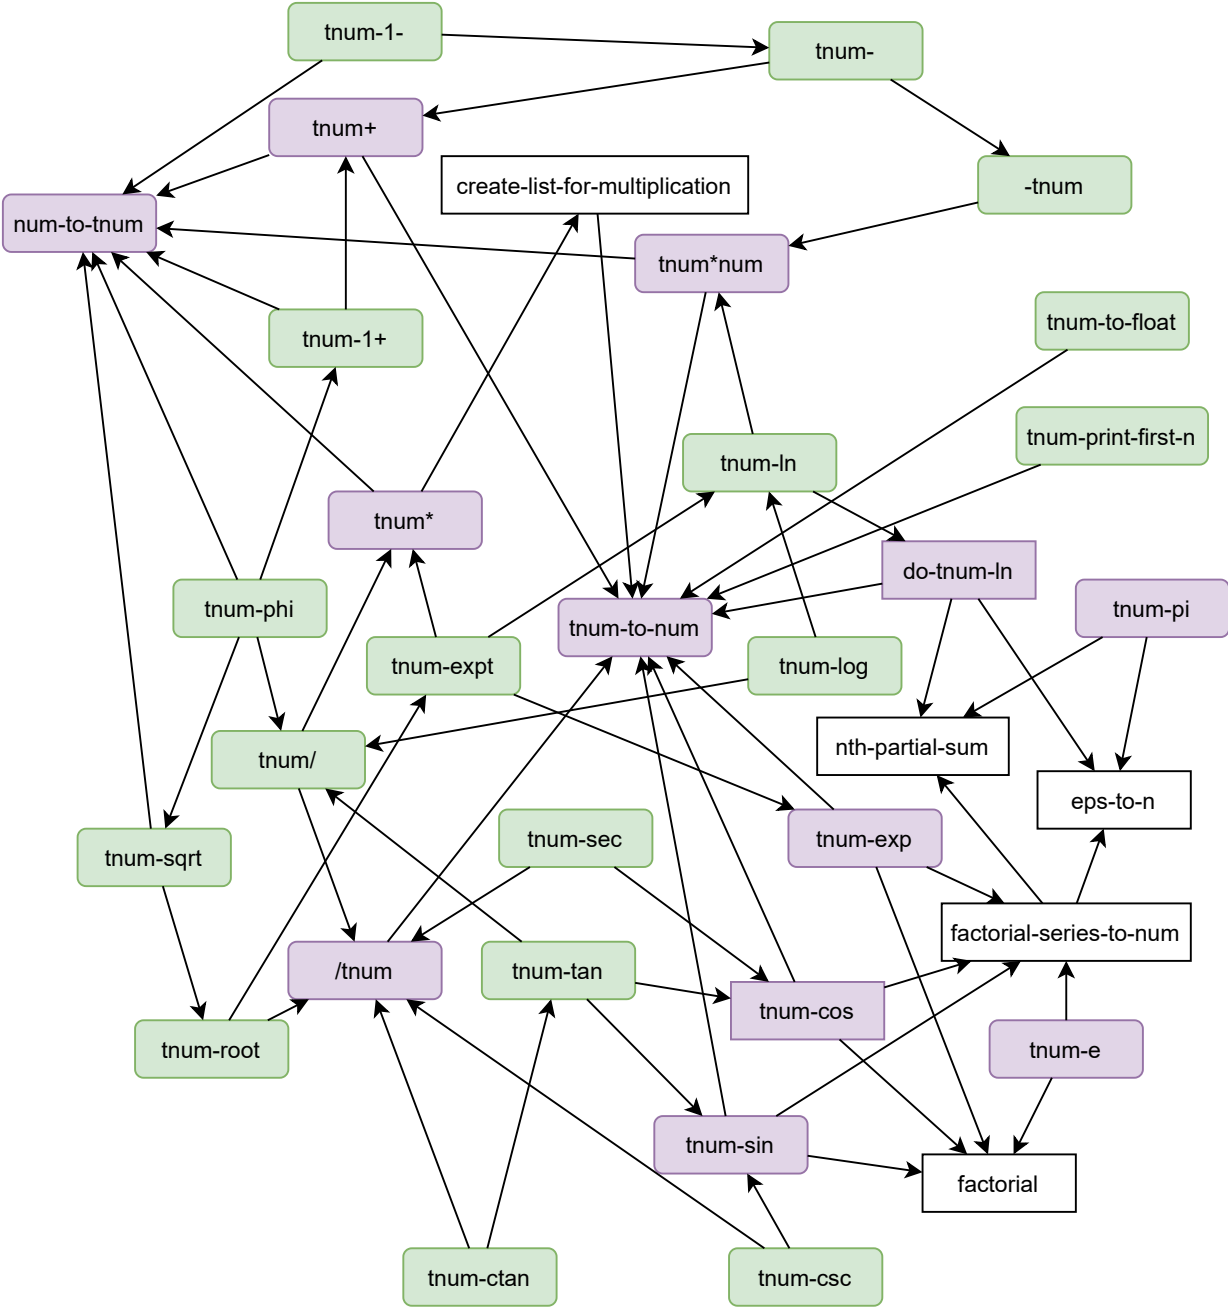 tnum-1-
tnum-
tnum+
create-list-for-multiplication
-tnum
num-to-tnum
tnum*num
tnum-to-float
tnum-1+
tnum-print-first-n
tnum-ln
tnum*
do-tnum-ln
tnum-phi
tnum-pi
tnum-to-num
tnum-expt
tnum-log
nth-partial-sum
tnum/
eps-to-n
tnum-sec
tnum-exp
tnum-sqrt
factorial-series-to-num
/tnum
tnum-tan
tnum-cos
tnum-root
tnum-e
tnum-sin
factorial
tnum-ctan
tnum-csc